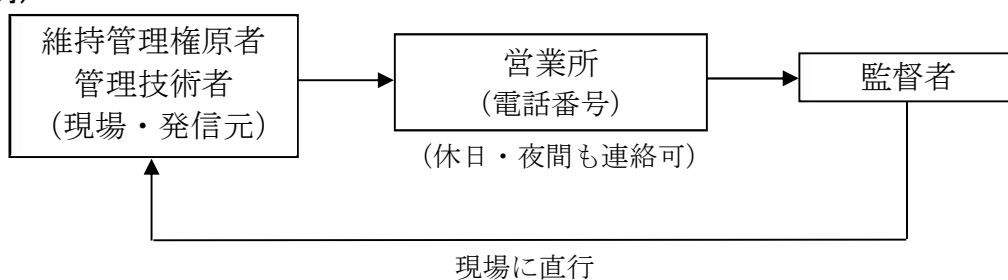 維持管理権原者
管理技術者
（現場・発信元）
営業所
（電話番号）
（休日・夜間も連絡可）
監督者
現場に直行